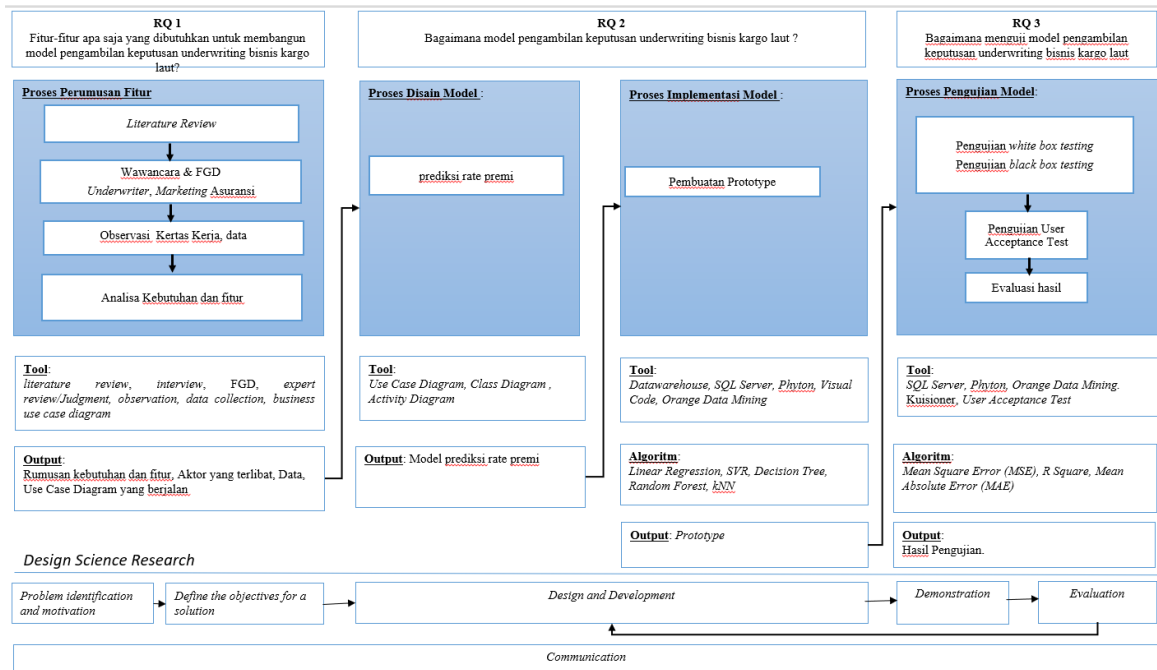 RQ 1
Fitur-fitur apa saja yang dibutuhkan untuk membangun
model pengambilan keputusan underwriting bisnis kargo
laut?
RQ 2
Bagaimana model pengambilan keputusan underwriting bisnis kargo laut ?
RQ 3
Bagaimana menguji model pengambilan
keputusan underwriting bisnis kargo laut
Proses Perumusan Fitur
Literature Review
Wawancara & FGD
Underwriter, Marketing Asuransi
Observasi Kertas Kerja, data
Analisa Kebutuhan dan fitur
Proses Disain Model :
prediksi rate premi
Proses Implementasi Model :
Pembuatan Prototype
Proses Pengujian Model:
Pengujian white box testing
Pengujian black box testing
Pengujian User
Acceptance Test
Evaluasi hasil
Tool:
literature review, interview, FGD, expert
review/Judgment, observation, data collection, business
use case diagram
Tool:
Use Case Diagram, Class Diagram ,
Activity Diagram
Tool:
Datawarehouse, SQL Server, Phyton, Visual
Code, Orange Data Mining
Tool:
SQL Server, Phyton, Orange Data Mining.
Kuisioner, User Acceptance Test
Output:
Rumusan kebutuhan dan fitur, Aktor yang terlibat, Data,
Use Case Diagram yang berjalan
Output: Model prediksi rate premi
Algoritm:
Linear Regression, SVR, Decision Tree,
Random Forest, kNN
Algoritm:
Mean Square Error (MSE), R Square, Mean
Absolute Error (MAE)
Output: Prototype
Output:
Hasil Pengujian.
Design Science Research
Problem identification
and motivation
Define the objectives for a
solution
Design and Development
Demonstration
Evaluation
Communication